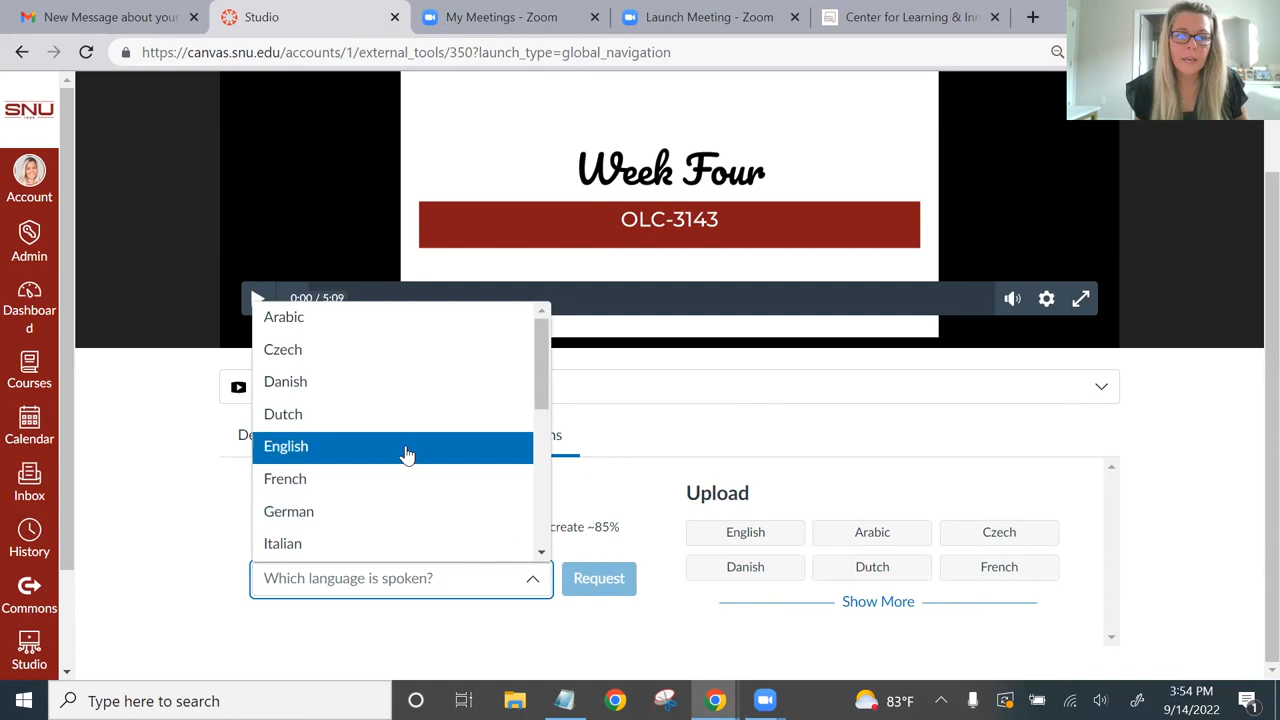 New Message about your
Studio
My Meetings - Zoom
Launch Meeting - Zoom
Center for Learning & Inn
https://canvas.snu.edu/accounts/1/external_tools/350?launch_type=global_navigation
SNU
Account
Admin
Dashboar
d
Courses
Calendar
Inbox
History
Commons
Studio
Week Four
OLC-3143
0:00 / 5:09
Arabic
Czech
Danish
Dutch
English
French
German
Italian
De
ns
create ~85%
Which language is spoken?
Request
Upload
English
Arabic
Czech
Danish
Dutch
French
Show More
Type here to search
83°F
3:54 PM
9/14/2022
1